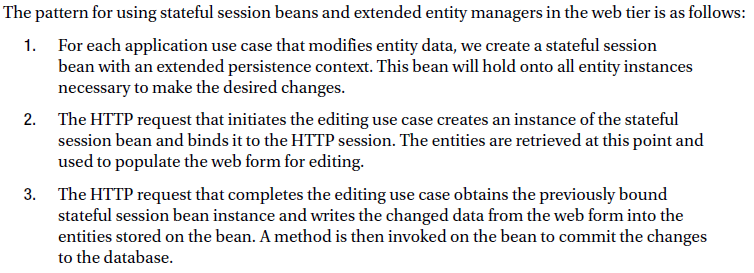 The pattern for using stateful session beans and extended entity managers in the web tier is as follows:
1. For each application use case that modifies entity data, we create a stateful session
bean with an extended persistence context. This bean will hold onto all entity instances
necessary to make the desired changes.
2. The HTTP request that initiates the editing use case creates an instance of the stateful
session bean and binds it to the HTTP session. The entities are retrieved at this point and
used to populate the web form for editing.
3. The HTTP request that completes the editing use case obtains the previously bound
stateful session bean instance and writes the changed data from the web form into the
entities stored on the bean. A method is then invoked on the bean to commit the changes
to the database.